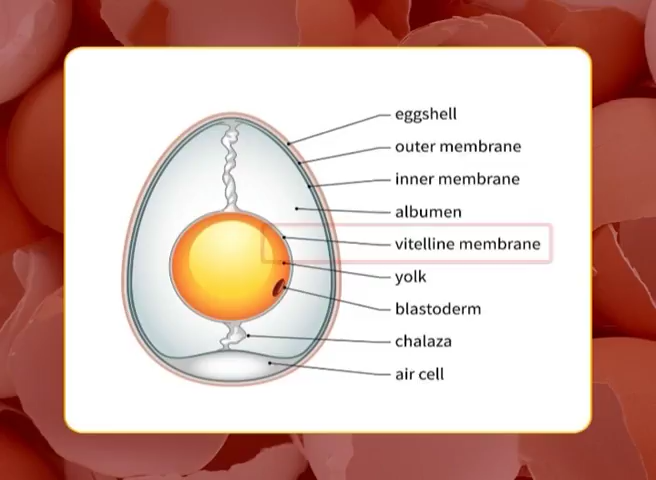 eggshell
outer membrane
inner membrane
albumen
vitelline membrane
yolk
blastoderm
chalaza
air cell